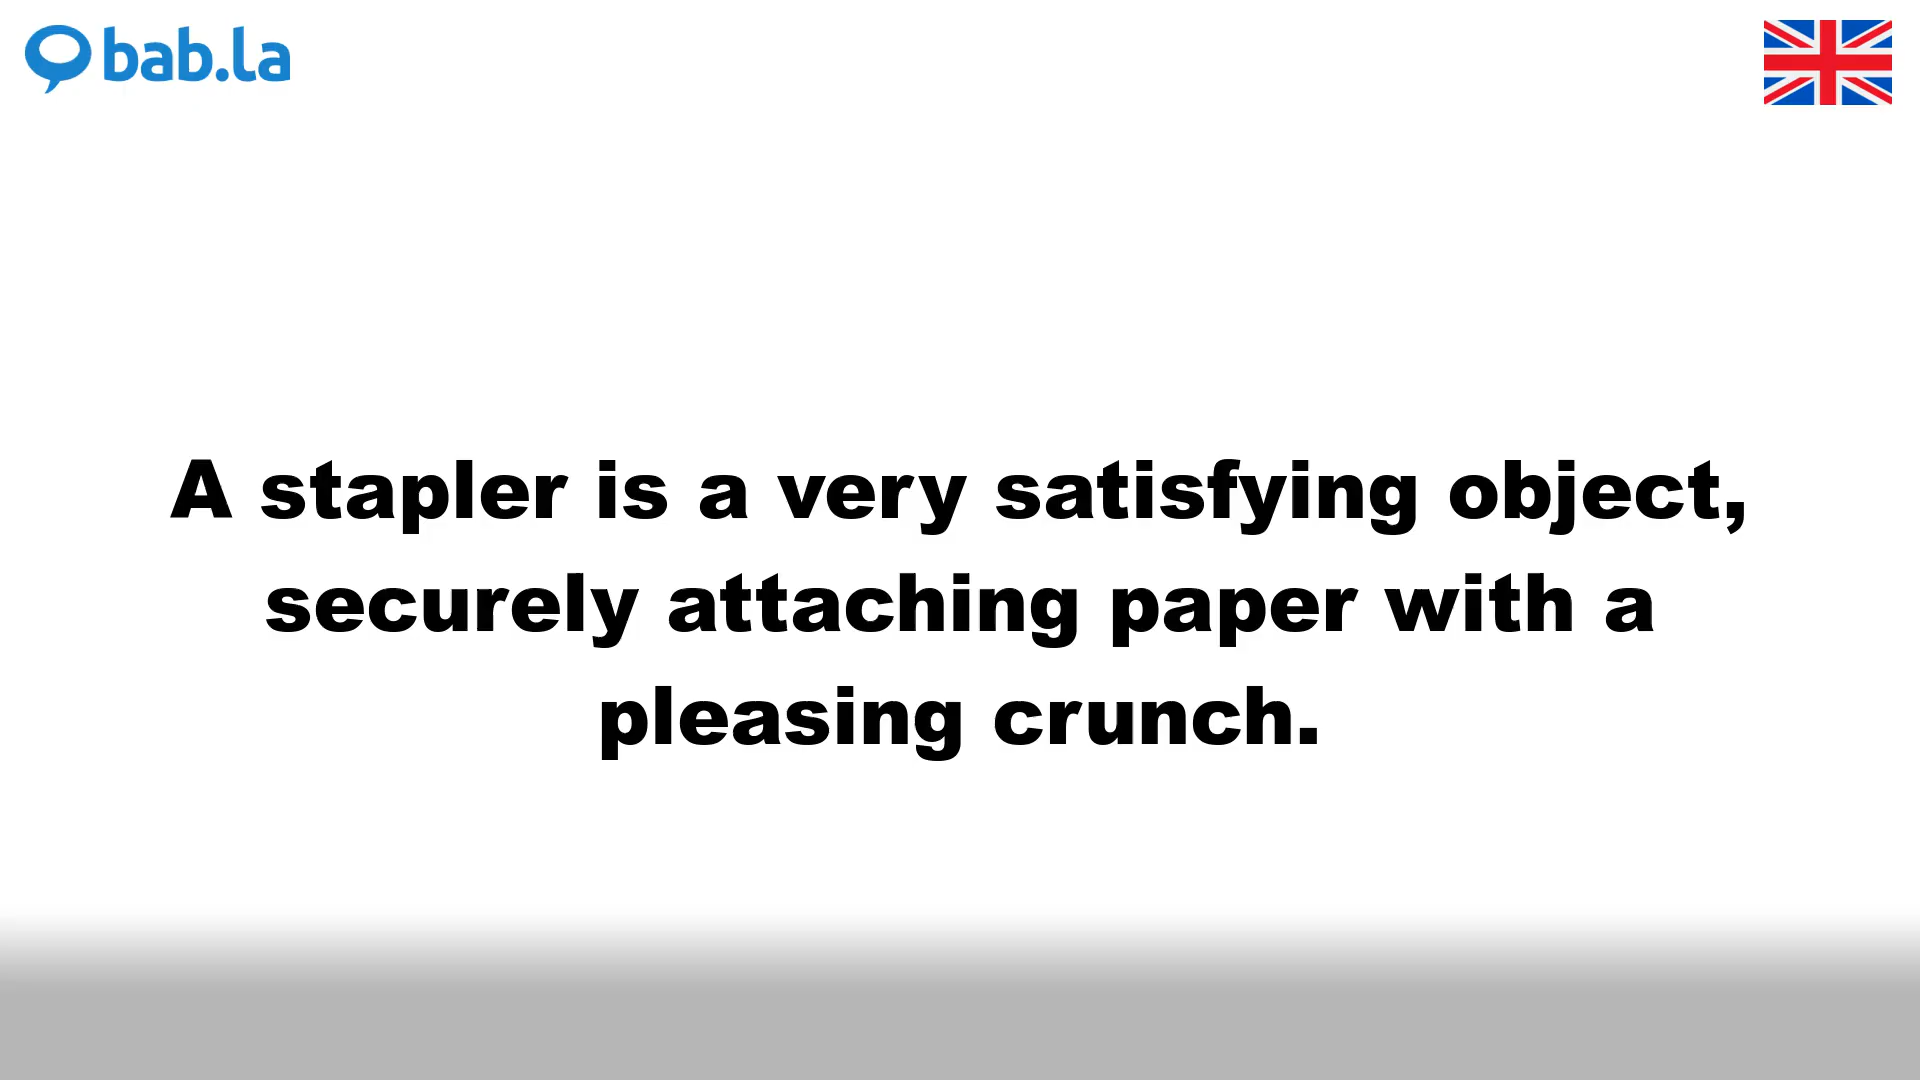 bab.la
A stapler is a very satisfying object,
securely attaching paper with a
pleasing crunch.